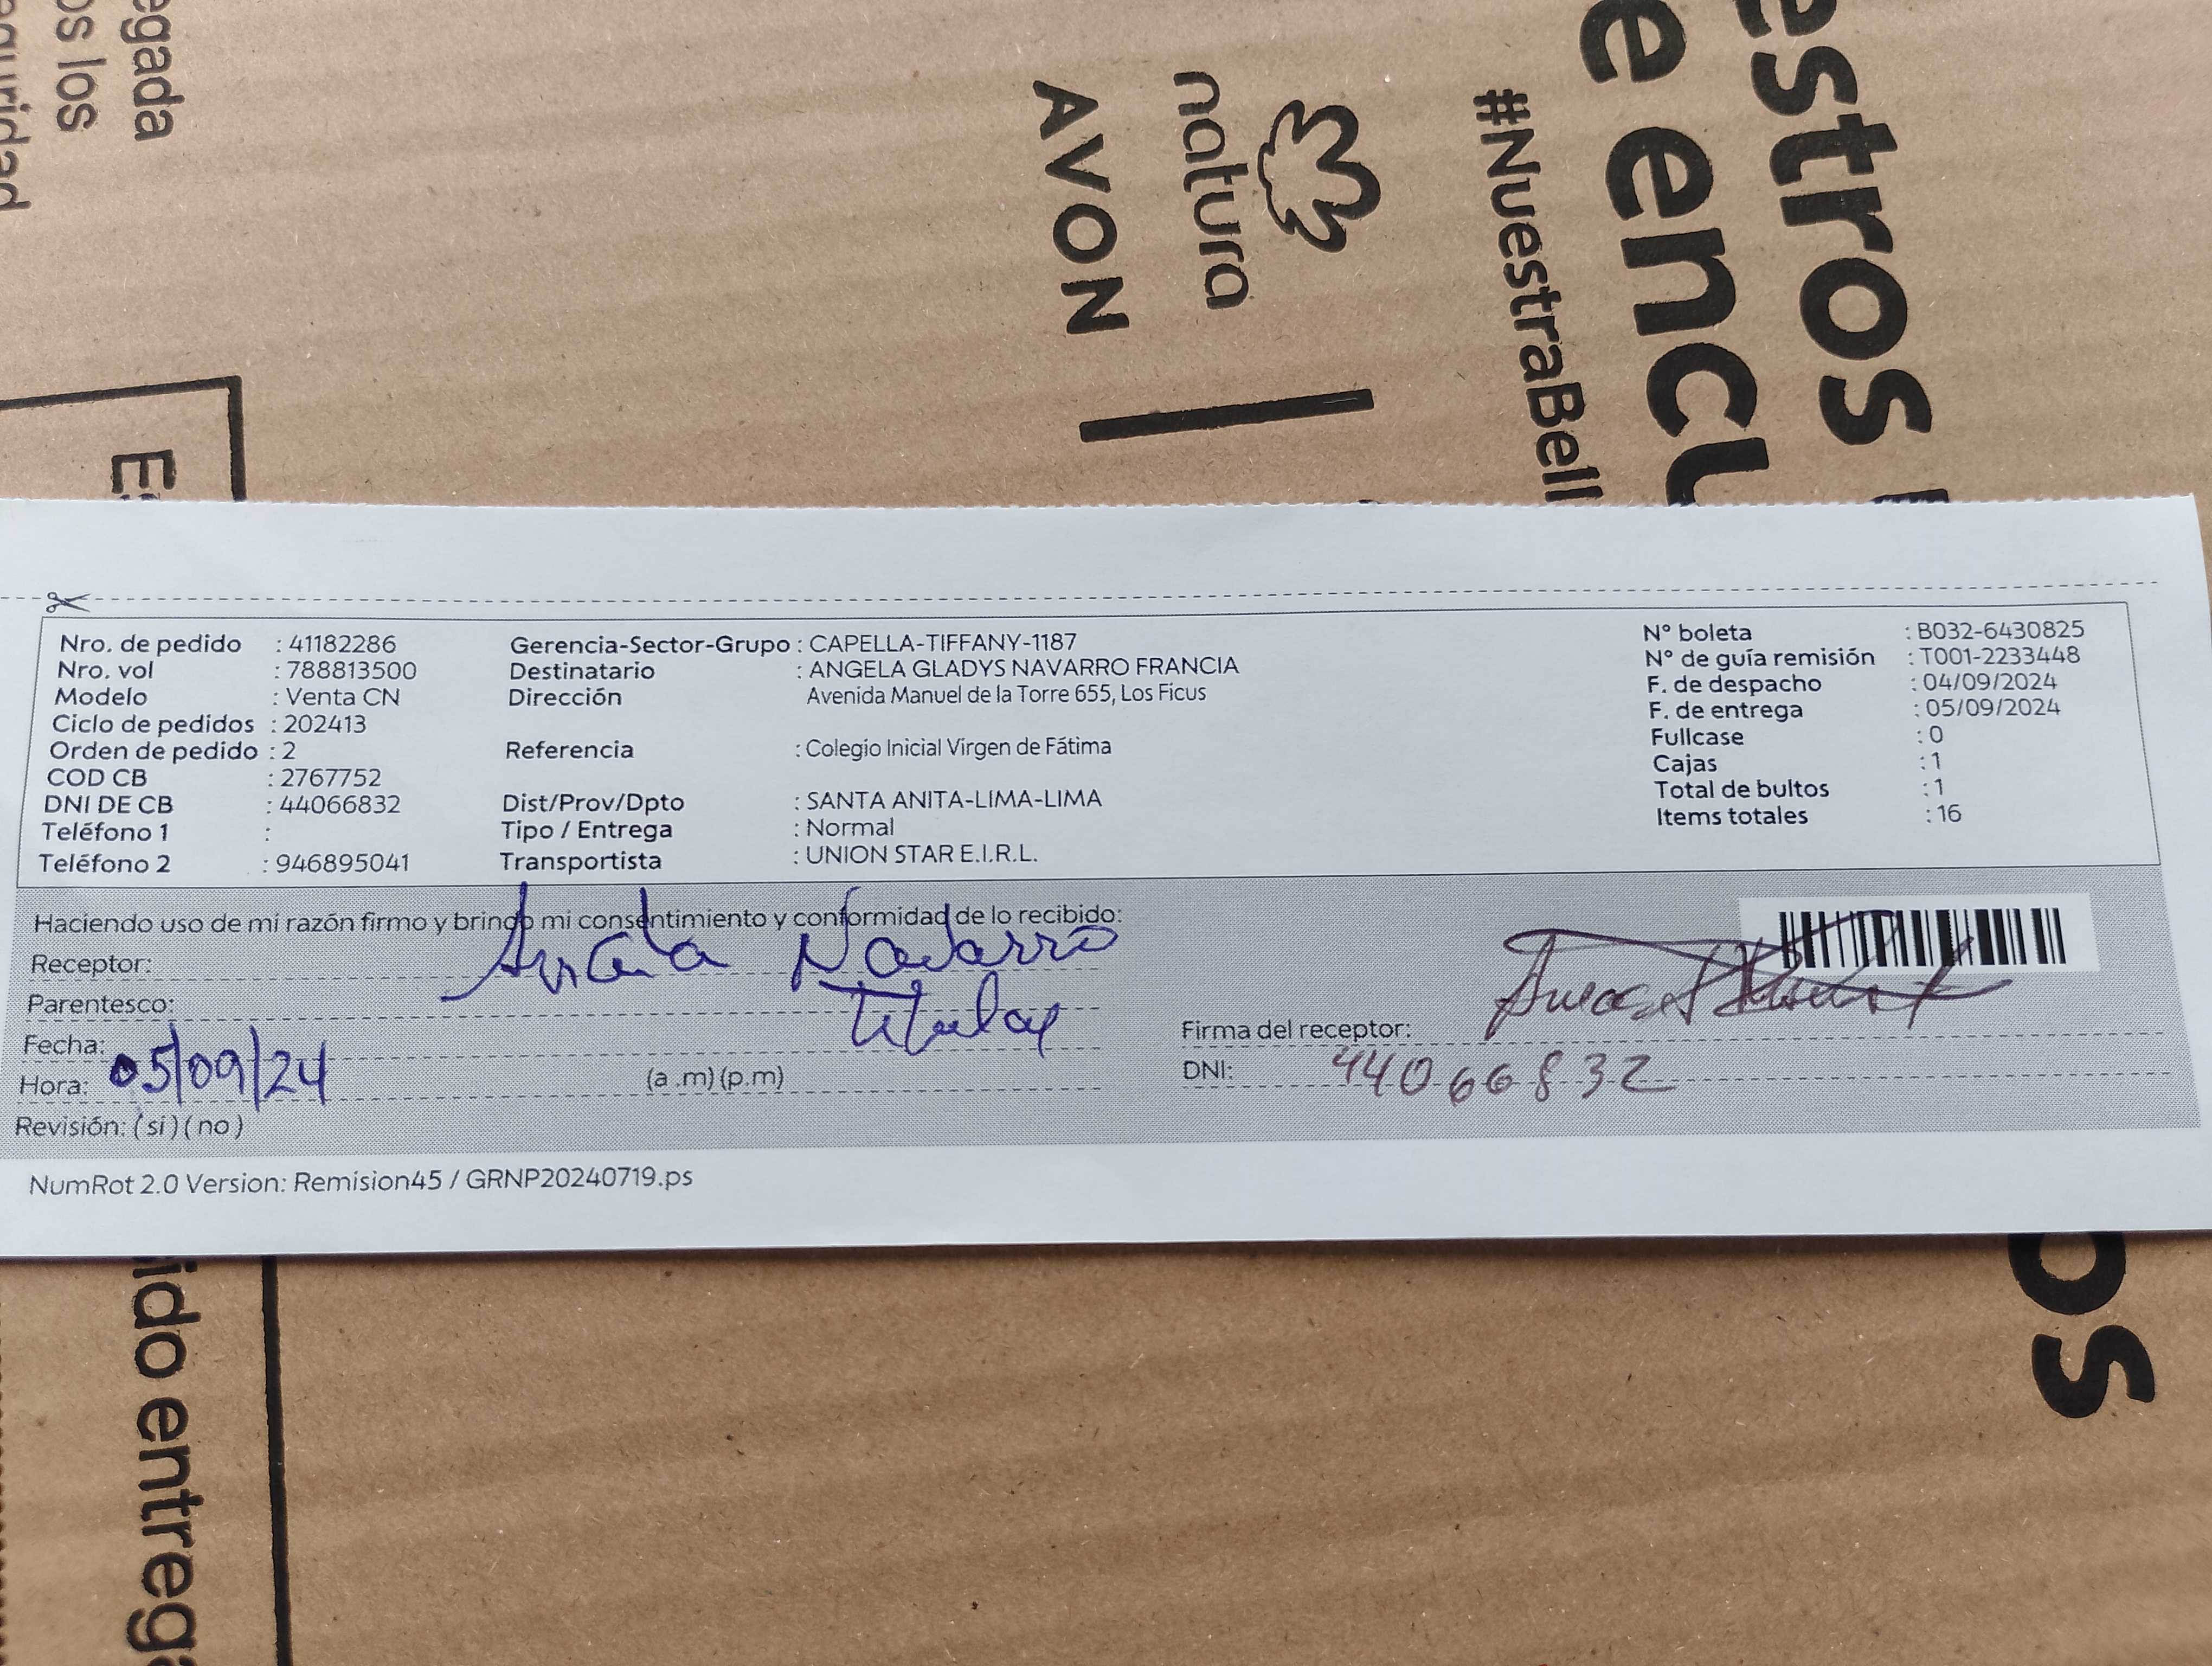 egada
os los
eguridad
estros
e encu
#NuestraBell
natura
AVON
Es
Nro. de pedido : 41182286
Nro. vol : 788813500
Modelo : Venta CN
Ciclo de pedidos : 202413
Orden de pedido : 2
COD CB : 2767752
DNI DE CB : 44066832
Teléfono 1 :
Teléfono 2 : 946895041
Gerencia-Sector-Grupo : CAPELLA-TIFFANY-1187
Destinatario : ANGELA GLADYS NAVARRO FRANCIA
Dirección Avenida Manuel de la Torre 655, Los Ficus
Referencia : Colegio Inicial Virgen de Fátima
Dist/Prov/Dpto : SANTA ANITA-LIMA-LIMA
Tipo / Entrega : Normal
Transportista : UNION STAR E.I.R.L.
N° boleta : B032-6430825
N° de guía remisión : T001-2233448
F. de despacho : 04/09/2024
F. de entrega : 05/09/2024
Fullcase : 0
Cajas : 1
Total de bultos : 1
Items totales : 16
Haciendo uso de mi razón firmo y brindo mi consentimiento y conformidad de lo recibido:
Receptor: Angela Navarro
Parentesco: titular
Fecha: 05/09/24
Hora: (a.m) (p.m)
Revisión: (si) (no)
Firma del receptor:
DNI: 44066832
NumRot 2.0 Version: Remision45 / GRNP20240719.ps
ido entrega
os